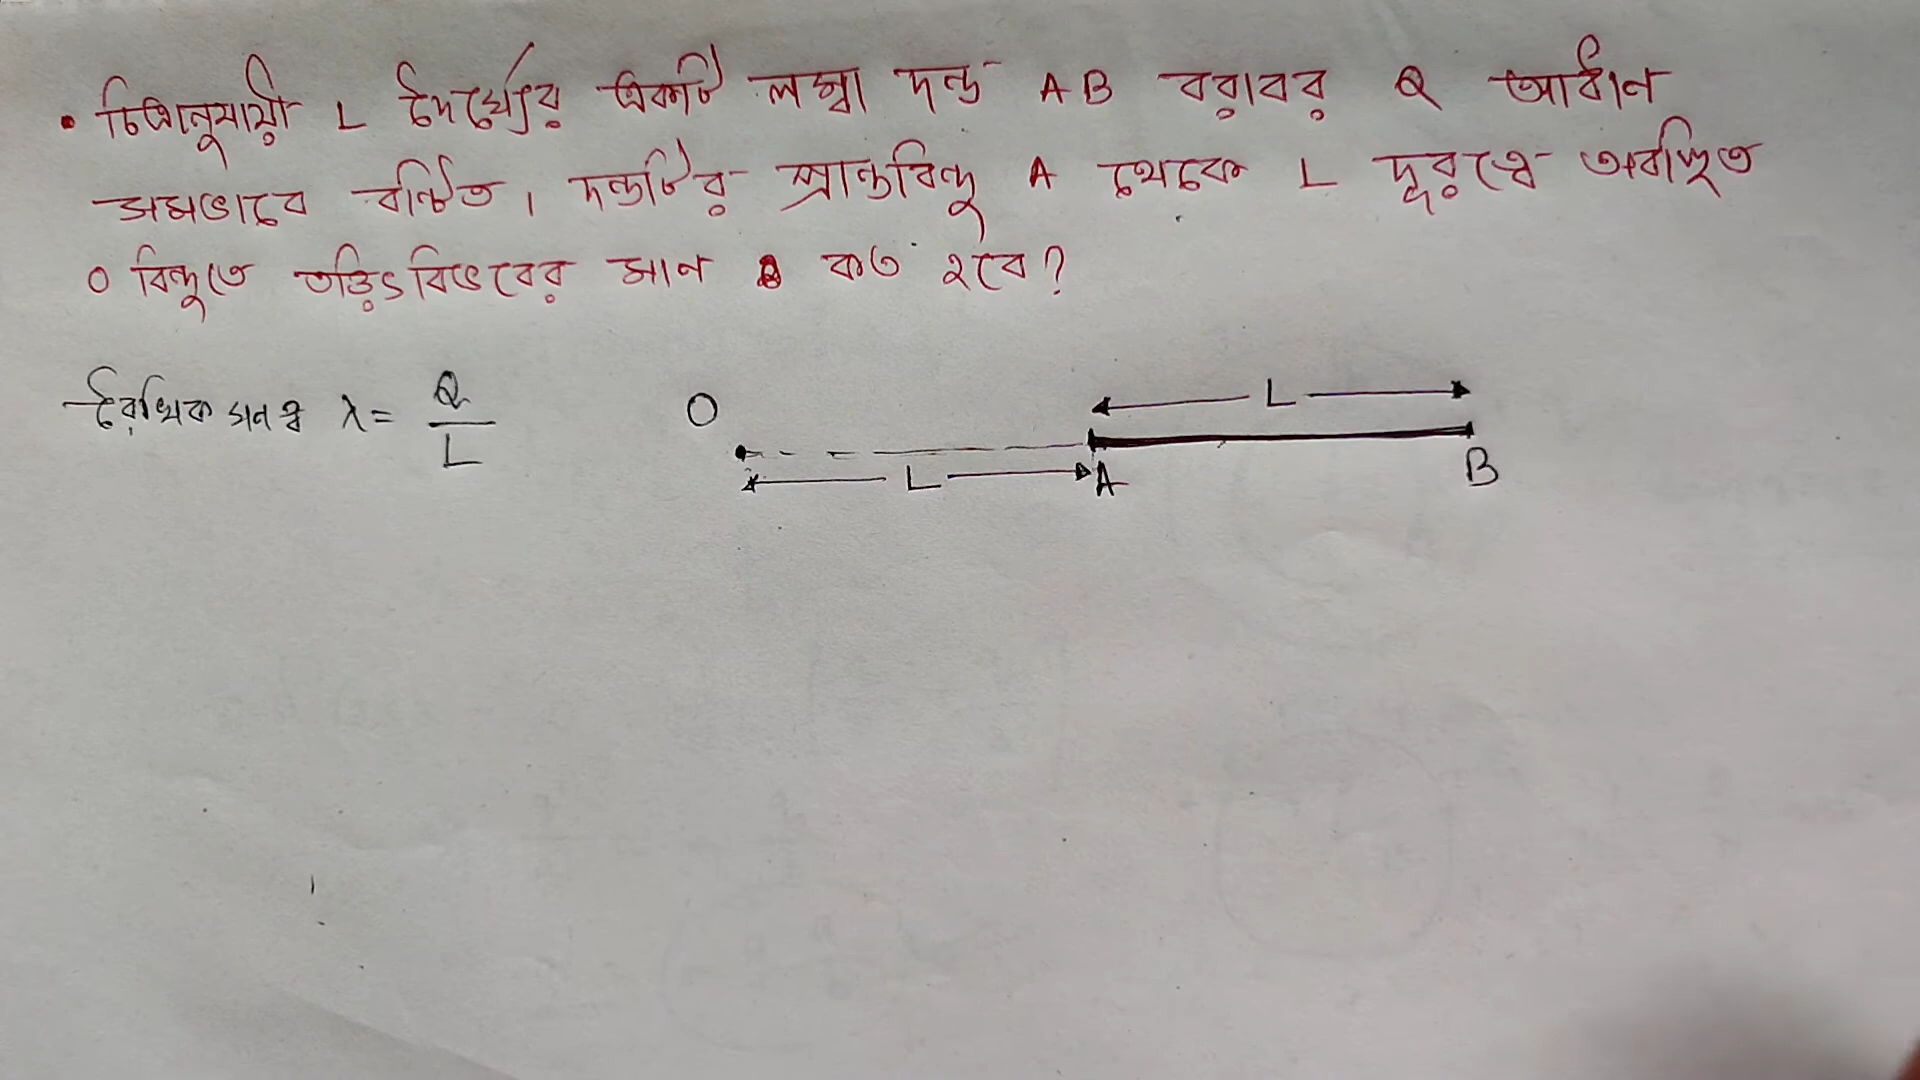 • চিত্রানুযায়ী L দৈর্ঘ্যের একটি লম্বা দন্ড AB বরাবর Q আধান
সমভাবে বন্টিত। দন্ডটির প্রান্তবিন্দু A থেকে L দূরত্বে অবস্থিত
O বিন্দুতে তড়িৎবিভবের মান কত হবে?
রৈখিক ঘনত্ব λ = Q/L
O
L
L
A
B